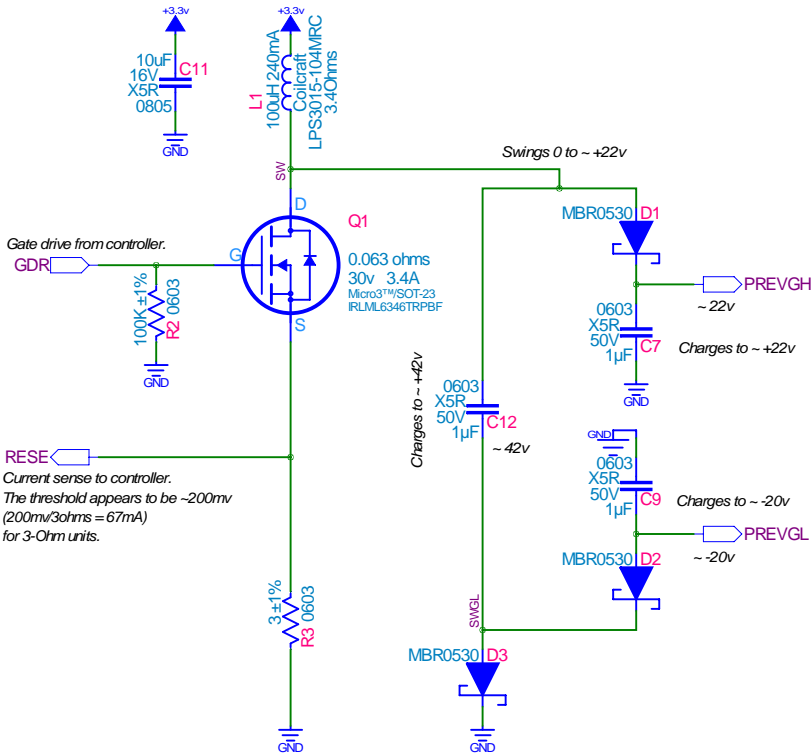 +3.3v
+3.3v
10uF
16V
X5R
0805
C11
GND
L1
100uH 240mA
Coilcraft
LPS3015-104MRC
3.4Ohms
SW
Swings 0 to ~ +22v
D
Q1
G
S
0.063 ohms
30v 3.4A
Micro3™/SOT-23
IRLML6346TRPBF
Gate drive from controller.
GDR
100K ±1%
R2 0603
GND
MBR0530 D1
PREVGH
~ 22v
0603
X5R
50V
1µF
C7
Charges to ~ +22v
GND
Charges to ~ +42v
0603
X5R
50V
1µF
C12
~ 42v
RESE
Current sense to controller.
The threshold appears to be ~200mv
(200mv/3ohms = 67mA)
for 3-Ohm units.
GND
0603
X5R
50V
1µF
C9
Charges to ~ -20v
PREVGL
~ -20v
MBR0530 D2
3 ±1%
R3 0603
SWGL
MBR0530 D3
GND
GND